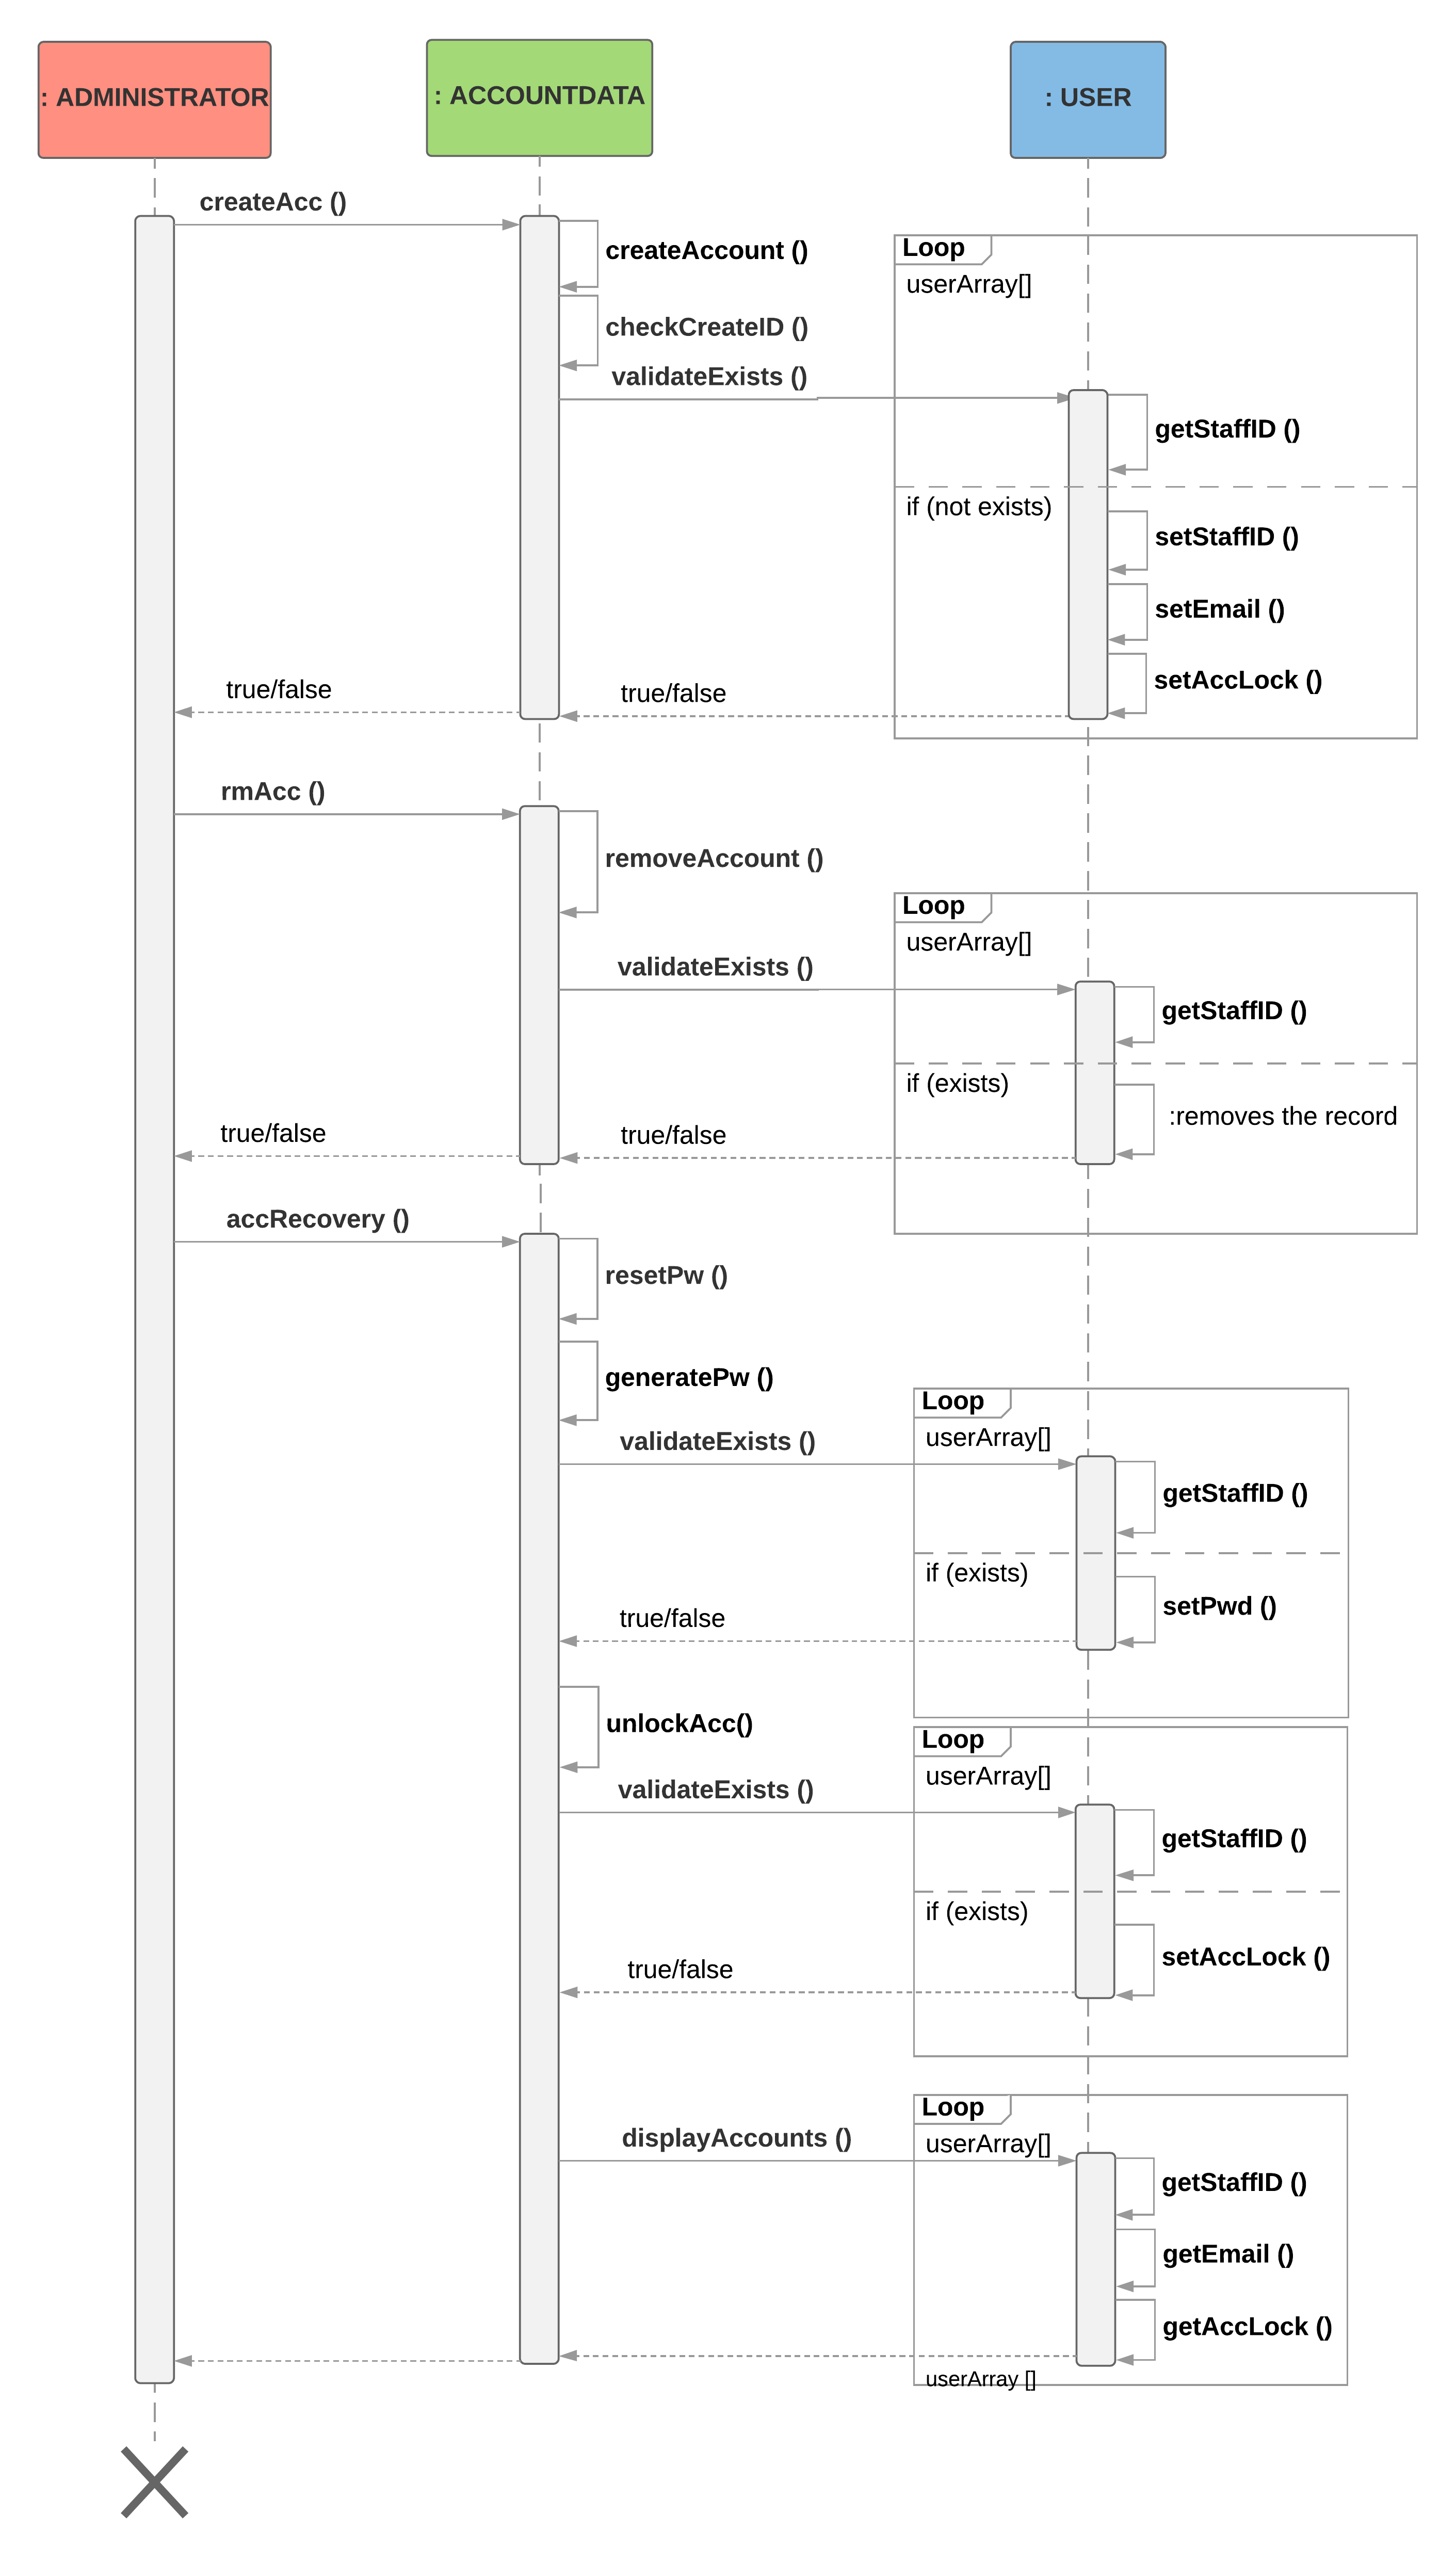 : ADMINISTRATOR
: ACCOUNTDATA
: USER
createAcc ()
createAccount ()
Loop
userArray[]
checkCreateID ()
validateExists ()
getStaffID ()
if (not exists)
setStaffID ()
setEmail ()
setAccLock ()
true/false
true/false
rmAcc ()
removeAccount ()
Loop
userArray[]
validateExists ()
getStaffID ()
if (exists)
:removes the record
true/false
true/false
accRecovery ()
resetPw ()
generatePw ()
Loop
userArray[]
validateExists ()
getStaffID ()
if (exists)
setPwd ()
true/false
unlockAcc()
Loop
userArray[]
validateExists ()
getStaffID ()
if (exists)
setAccLock ()
true/false
Loop
userArray[]
displayAccounts ()
getStaffID ()
getEmail ()
getAccLock ()
userArray []